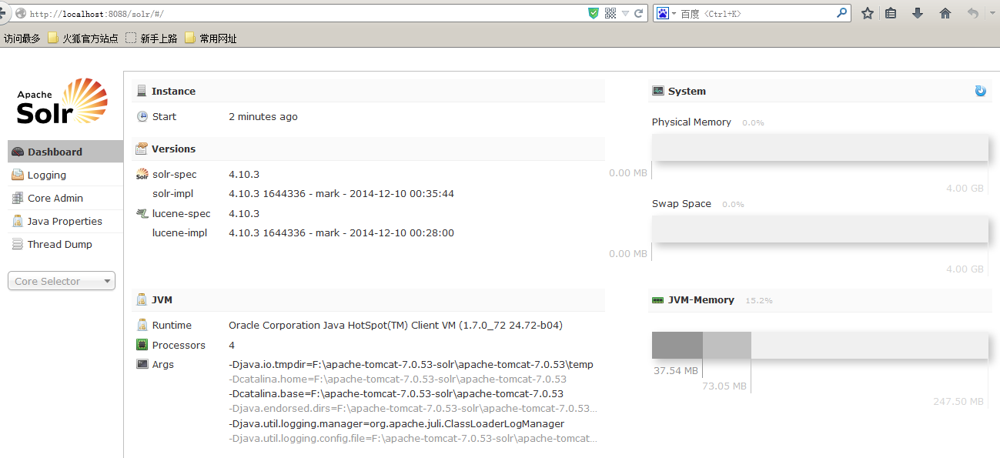 http://localhost:8088/solr/#/
百度 <Ctrl+K>
访问最多 火狐官方站点 新手上路 常用网址
Apache
Solr
Dashboard
Logging
Core Admin
Java Properties
Thread Dump
Core Selector
Instance
Start 2 minutes ago
Versions
solr-spec 4.10.3
solr-impl 4.10.3 1644336 - mark - 2014-12-10 00:35:44
lucene-spec 4.10.3
lucene-impl 4.10.3 1644336 - mark - 2014-12-10 00:28:00
JVM
Runtime Oracle Corporation Java HotSpot(TM) Client VM (1.7.0_72 24.72-b04)
Processors 4
Args -Djava.io.tmpdir=F:\apache-tomcat-7.0.53-solr\apache-tomcat-7.0.53\temp
-Dcatalina.home=F:\apache-tomcat-7.0.53-solr\apache-tomcat-7.0.53
-Dcatalina.base=F:\apache-tomcat-7.0.53-solr\apache-tomcat-7.0.53
-Djava.endorsed.dirs=F:\apache-tomcat-7.0.53-solr\apache-tomcat-7.0.53...
-Djava.util.logging.manager=org.apache.juli.ClassLoaderLogManager
-Djava.util.logging.config.file=F:\apache-tomcat-7.0.53-solr\apache-tomcat...
System
Physical Memory 0.0%
0.00 MB
4.00 GB
Swap Space 0.0%
0.00 MB
4.00 GB
JVM-Memory 15.2%
37.54 MB
73.05 MB
247.50 MB